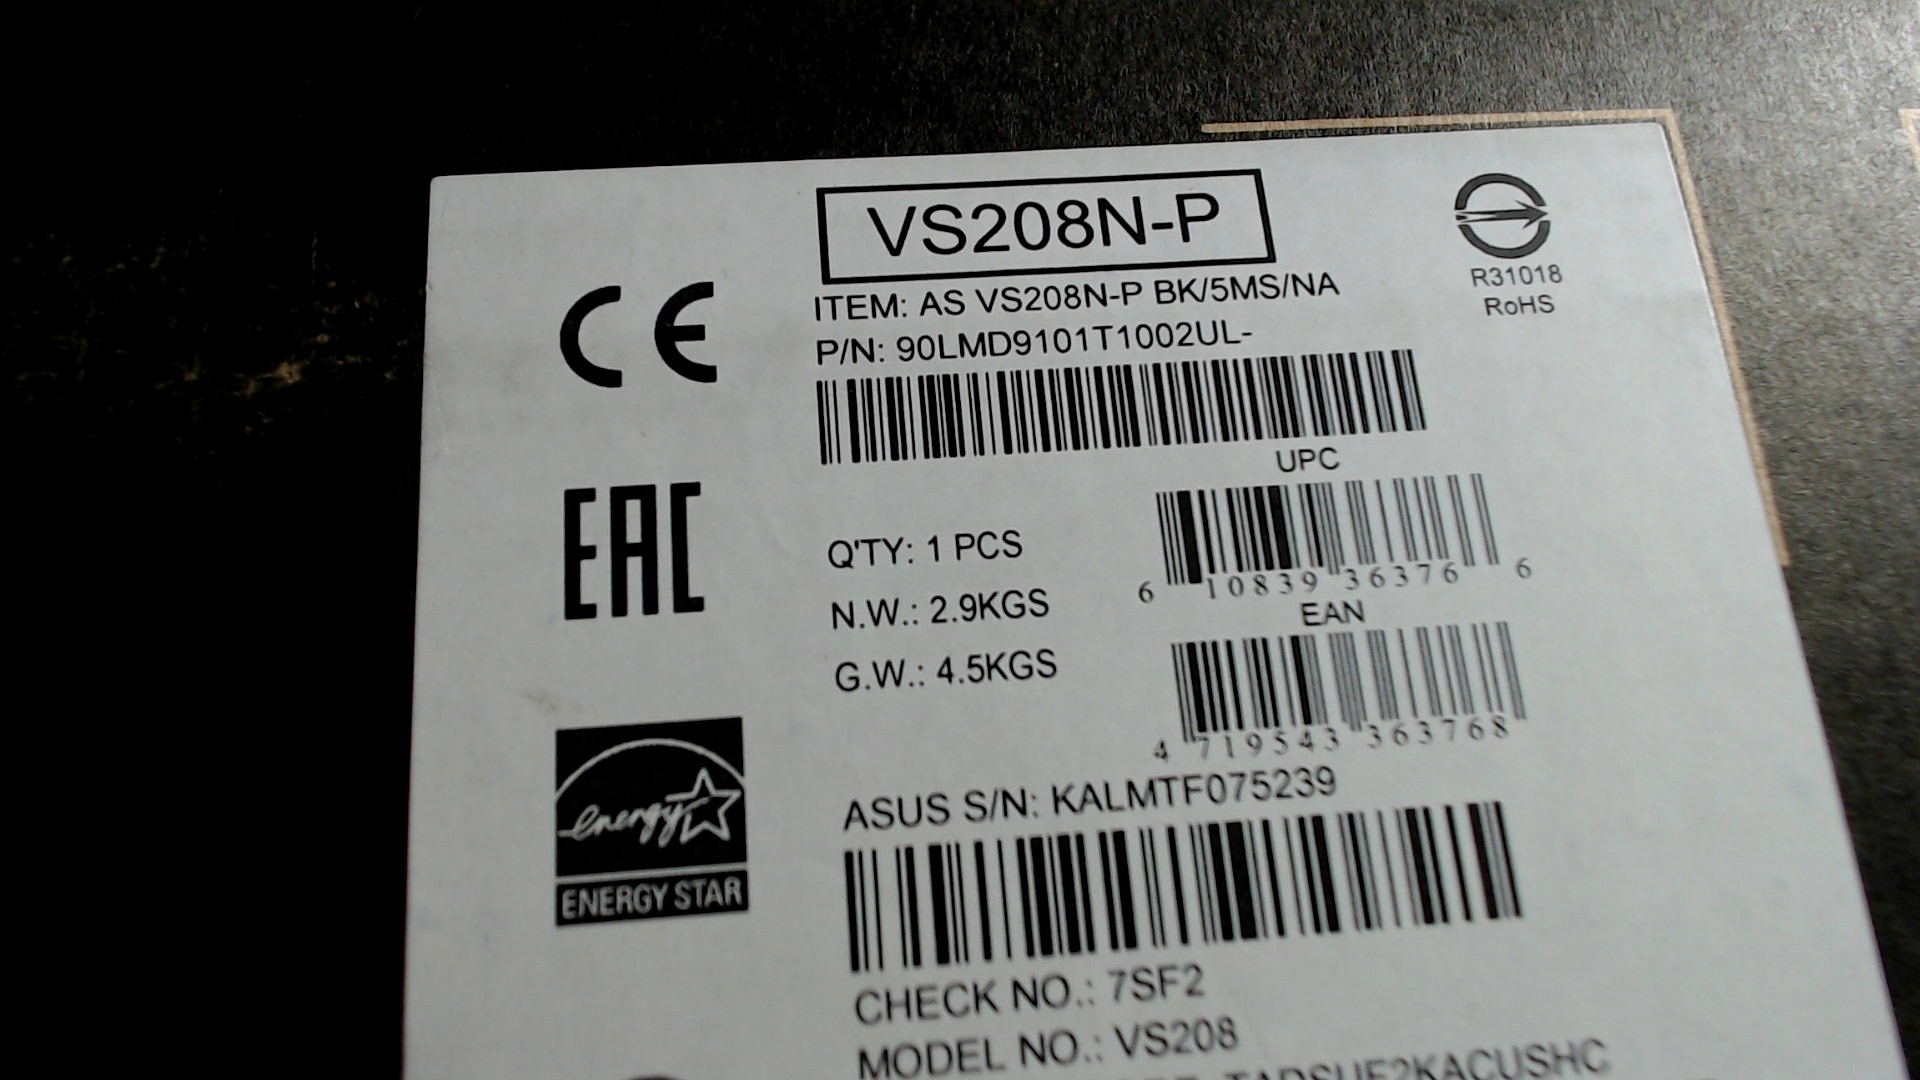 VS208N-P
R31018
RoHS
CE
ITEM: AS VS208N-P BK/5MS/NA
P/N: 90LMD9101T1002UL-
UPC
6 10839 36376 6
EAC
Q'TY: 1 PCS
N.W.: 2.9KGS
G.W.: 4.5KGS
EAN
4 719543 363768
energy
ENERGY STAR
ASUS S/N: KALMTF075239
CHECK NO.: 7SF2
MODEL NO.: VS208